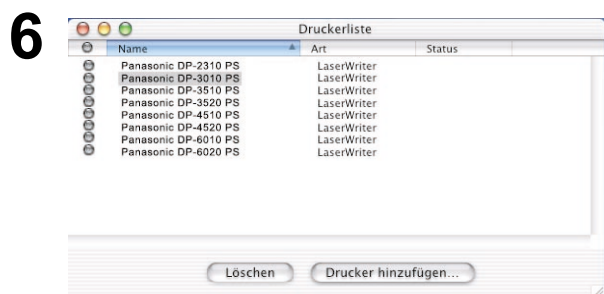 6
Druckerliste
Name Art Status
Panasonic DP-2310 PS LaserWriter
Panasonic DP-3010 PS LaserWriter
Panasonic DP-3510 PS LaserWriter
Panasonic DP-3520 PS LaserWriter
Panasonic DP-4510 PS LaserWriter
Panasonic DP-4520 PS LaserWriter
Panasonic DP-6010 PS LaserWriter
Panasonic DP-6020 PS LaserWriter
Löschen Drucker hinzufügen...